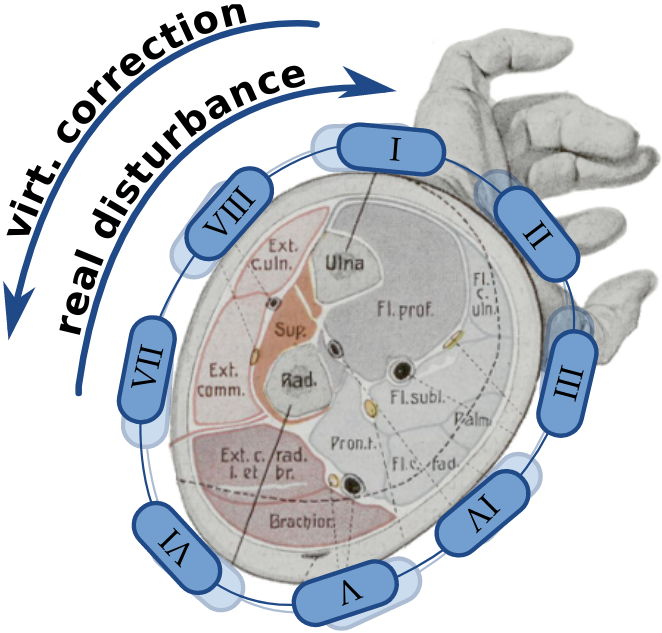 virt. correction
real disturbance
I
II
III
IV
V
VI
VII
VIII
Ext.
c.uln.
Ulna
Fl. prof.
Fl.
c.
uln.
Sup.
Ext.
comm.
Rad.
Fl. subl.
Palm.
Pron.t.
Fl.c. rad.
Ext. c. rad.
l. et br.
Brachior.